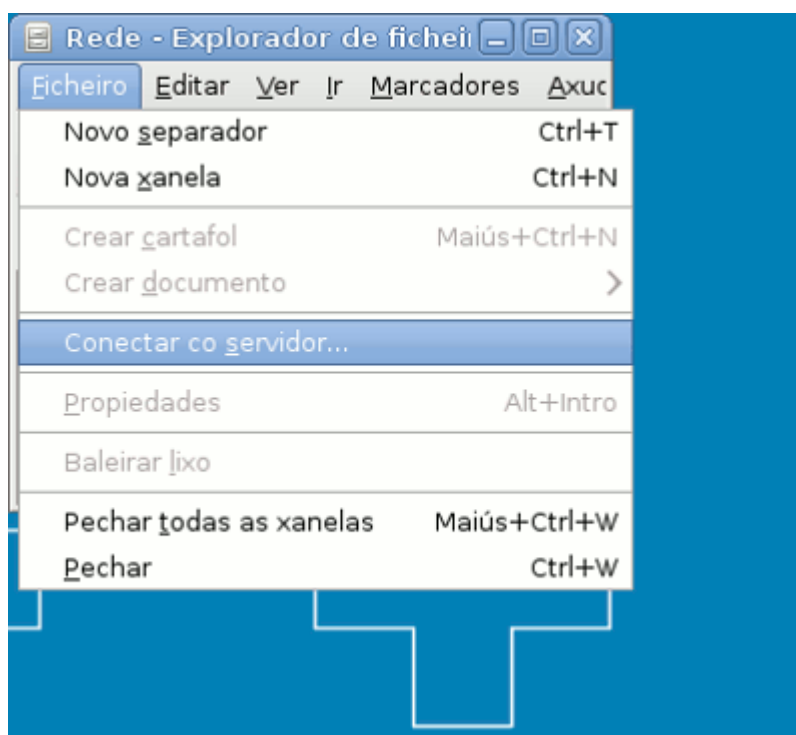 Rede - Explorador de fichei
Ficheiro Editar Ver Ir Marcadores Axuc
Novo separador Ctrl+T
Nova xanela Ctrl+N
Crear cartafol Maiús+Ctrl+N
Crear documento
Conectar co servidor...
Propiedades Alt+Intro
Baleirar lixo
Pechar todas as xanelas Maiús+Ctrl+W
Pechar Ctrl+W